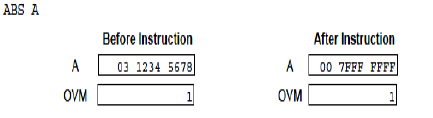 ABS A
Before Instruction After Instruction
A 03 1234 5678 A 00 7FFF FFFF
OVM 1 OVM 1